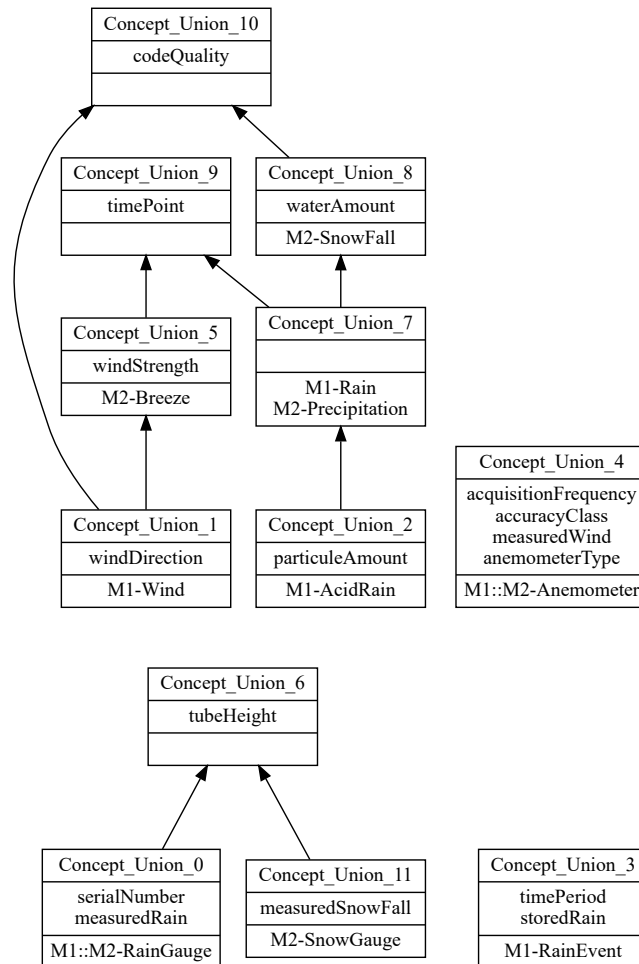 Concept_Union_10
codeQuality
Concept_Union_9
timePoint
Concept_Union_8
waterAmount
M2-SnowFall
Concept_Union_5
windStrength
M2-Breeze
Concept_Union_7
M1-Rain
M2-Precipitation
Concept_Union_1
windDirection
M1-Wind
Concept_Union_2
particuleAmount
M1-AcidRain
Concept_Union_4
acquisitionFrequency
accuracyClass
measuredWind
anemometerType
M1::M2-Anemometer
Concept_Union_6
tubeHeight
Concept_Union_0
serialNumber
measuredRain
M1::M2-RainGauge
Concept_Union_11
measuredSnowFall
M2-SnowGauge
Concept_Union_3
timePeriod
storedRain
M1-RainEvent